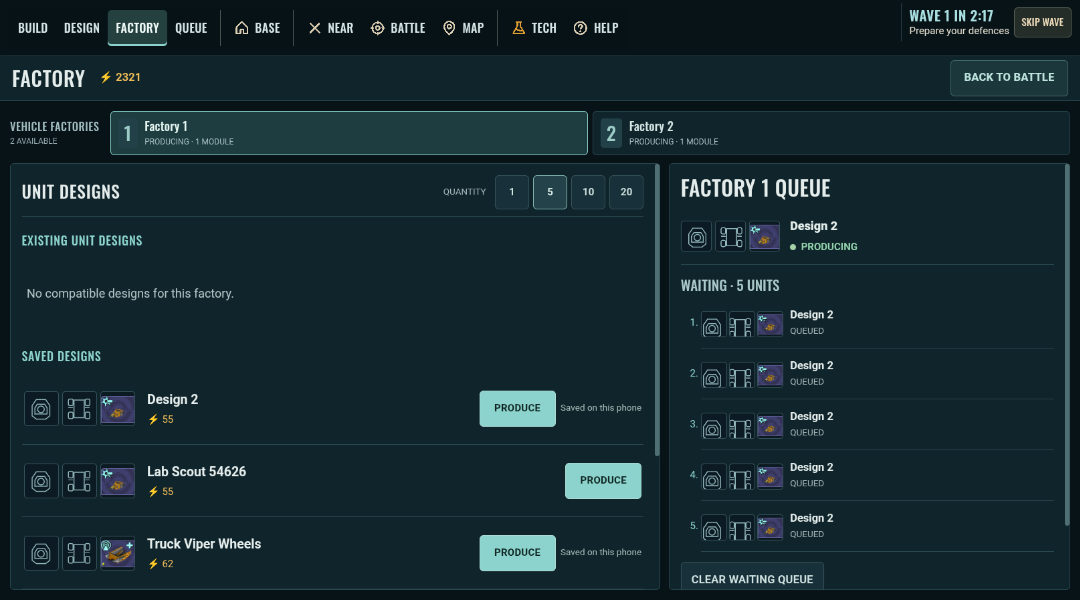 BUILD
DESIGN
FACTORY
QUEUE
BASE
NEAR
BATTLE
MAP
TECH
HELP
WAVE 1 IN 2:17
Prepare your defences
SKIP WAVE
FACTORY
2321
BACK TO BATTLE
VEHICLE FACTORIES
2 AVAILABLE
1
Factory 1
PRODUCING · 1 MODULE
2
Factory 2
PRODUCING · 1 MODULE
UNIT DESIGNS
QUANTITY
1
5
10
20
EXISTING UNIT DESIGNS
No compatible designs for this factory.
SAVED DESIGNS
Design 2
55
PRODUCE
Saved on this phone
Lab Scout 54626
55
PRODUCE
Truck Viper Wheels
62
PRODUCE
Saved on this phone
FACTORY 1 QUEUE
Design 2
PRODUCING
WAITING · 5 UNITS
1.
Design 2
QUEUED
2.
Design 2
QUEUED
3.
Design 2
QUEUED
4.
Design 2
QUEUED
5.
Design 2
QUEUED
CLEAR WAITING QUEUE